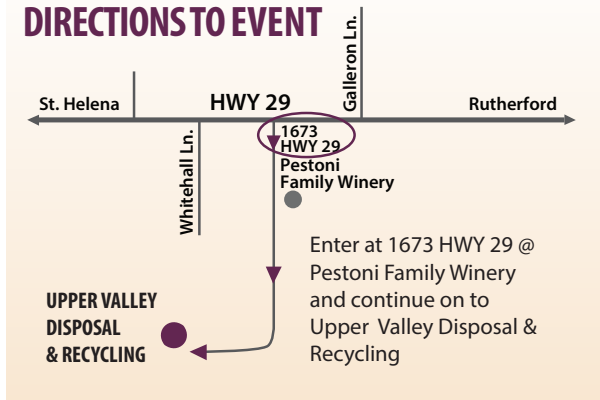 DIRECTIONS TO EVENT
Galleron Ln.
St. Helena
HWY 29
Rutherford
1673
HWY 29
Whitehall Ln.
Pestoni
Family Winery
Enter at 1673 HWY 29 @
Pestoni Family Winery
and continue on to
Upper Valley Disposal &
Recycling
UPPER VALLEY
DISPOSAL
& RECYCLING